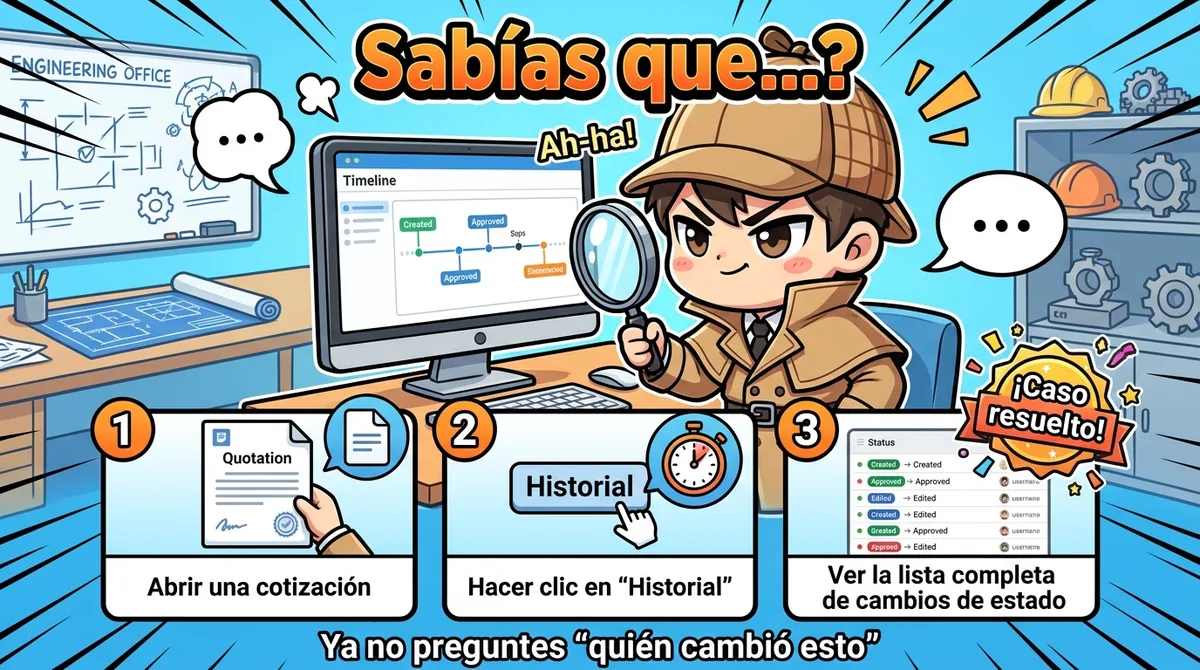 Sabías que...?
ENGINEERING OFFICE
...
Ah-ha!
...
Timeline
Created
Approved
Approved
¡Caso
resuelto!
1
Quotation
Abrir una cotización
2
Historial
Hacer clic en “Historial”
3
Status
Created → Created
Approved → Approved
Edited → Edited
Created → Edited
Created → Approved
→ Edited
Ver la lista completa
de cambios de estado
Ya no preguntes “quién cambió esto”